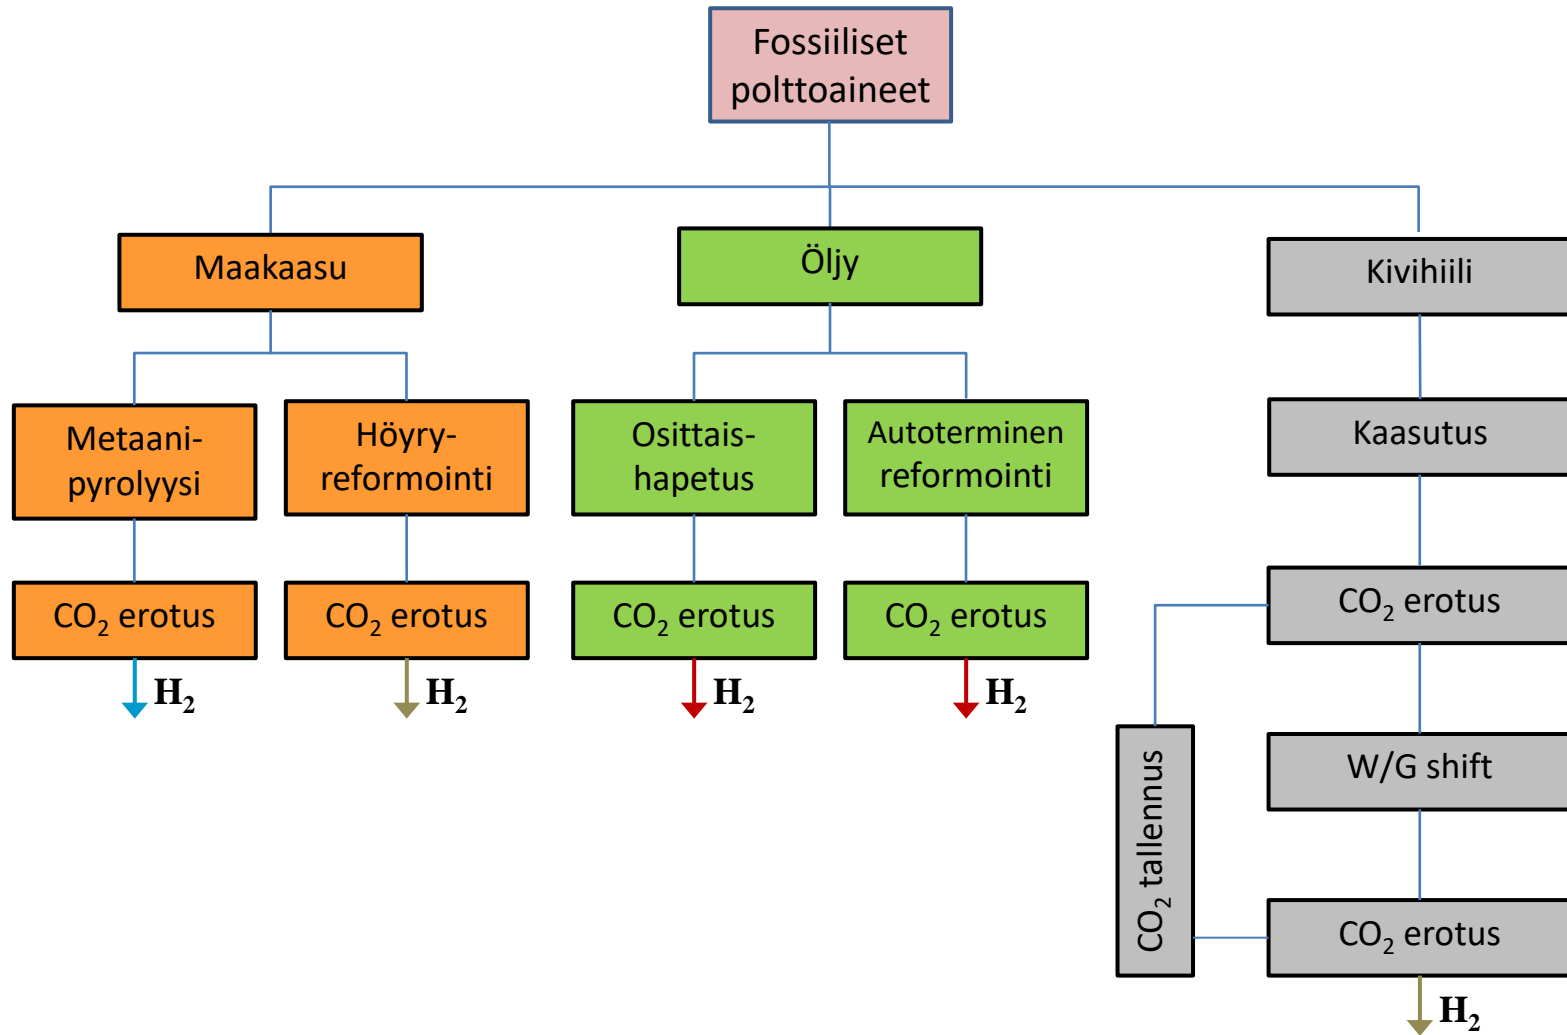 Fossiiliset
polttoaineet
Maakaasu
Öljy
Kivihiili
Metaani-
pyrolyysi
Höyry-
reformointi
Osittais-
hapetus
Autoterminen
reformointi
Kaasutus
CO₂ erotus
CO₂ erotus
CO₂ erotus
CO₂ erotus
CO₂ erotus
H₂
H₂
H₂
H₂
W/G shift
CO₂ tallennus
CO₂ erotus
H₂